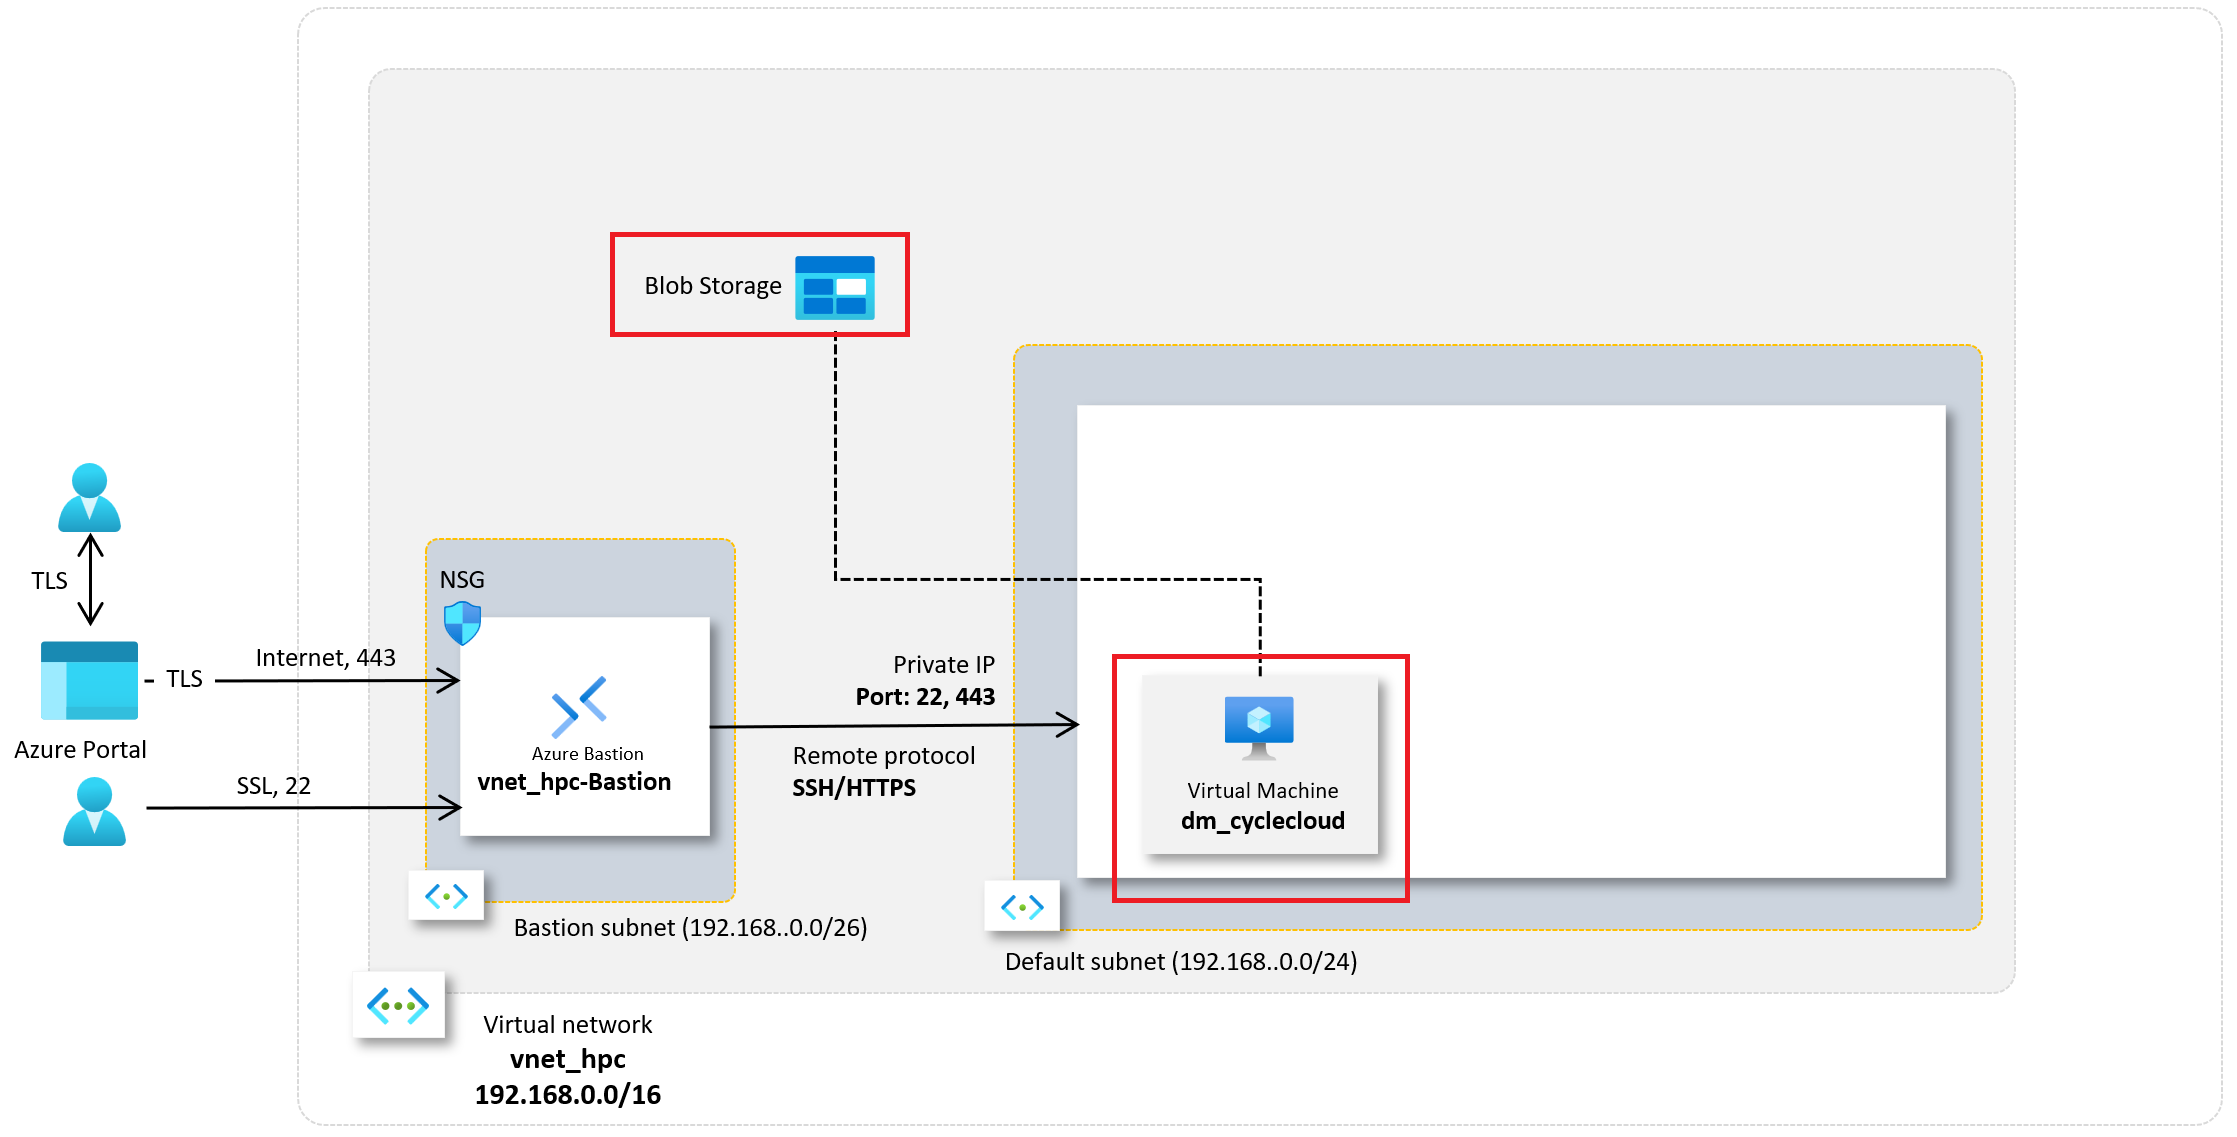 Blob Storage
TLS
NSG
Internet, 443
TLS
Private IP
Port: 22, 443
Azure Portal
Azure Bastion
vnet_hpc-Bastion
Remote protocol
SSH/HTTPS
SSL, 22
Virtual Machine
dm_cyclecloud
Bastion subnet (192.168..0.0/26)
Default subnet (192.168..0.0/24)
Virtual network
vnet_hpc
192.168.0.0/16